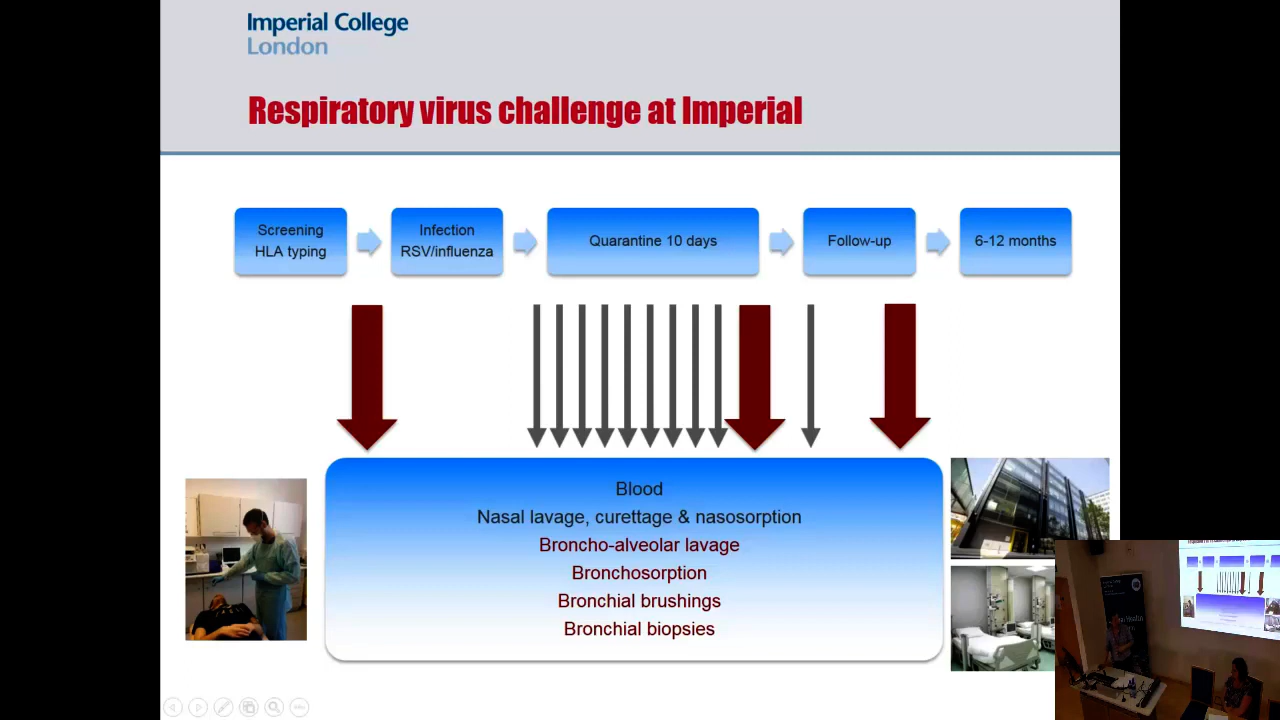 Imperial College
London
Respiratory virus challenge at Imperial
Screening
HLA typing
Infection
RSV/influenza
Quarantine 10 days
Follow-up
6-12 months
Blood
Nasal lavage, curettage & nasosorption
Broncho-alveolar lavage
Bronchosorption
Bronchial brushings
Bronchial biopsies